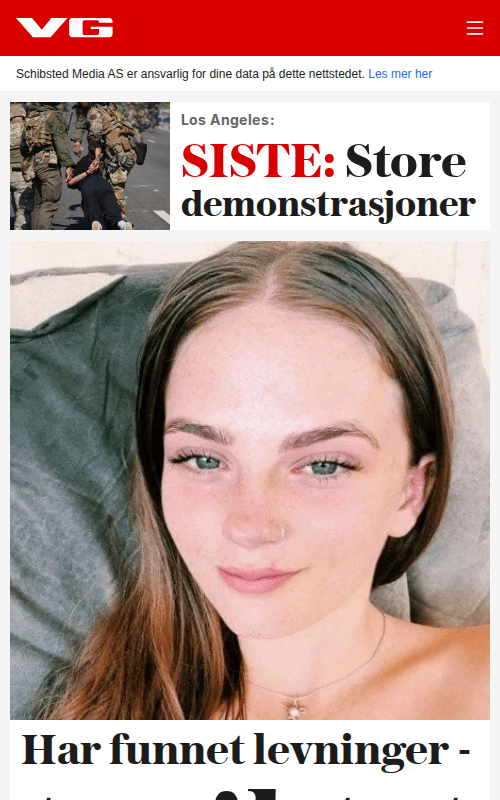 VG
Schibsted Media AS er ansvarlig for dine data på dette nettstedet. Les mer her
Los Angeles:
SISTE: Store
demonstrasjoner
Har funnet levninger -